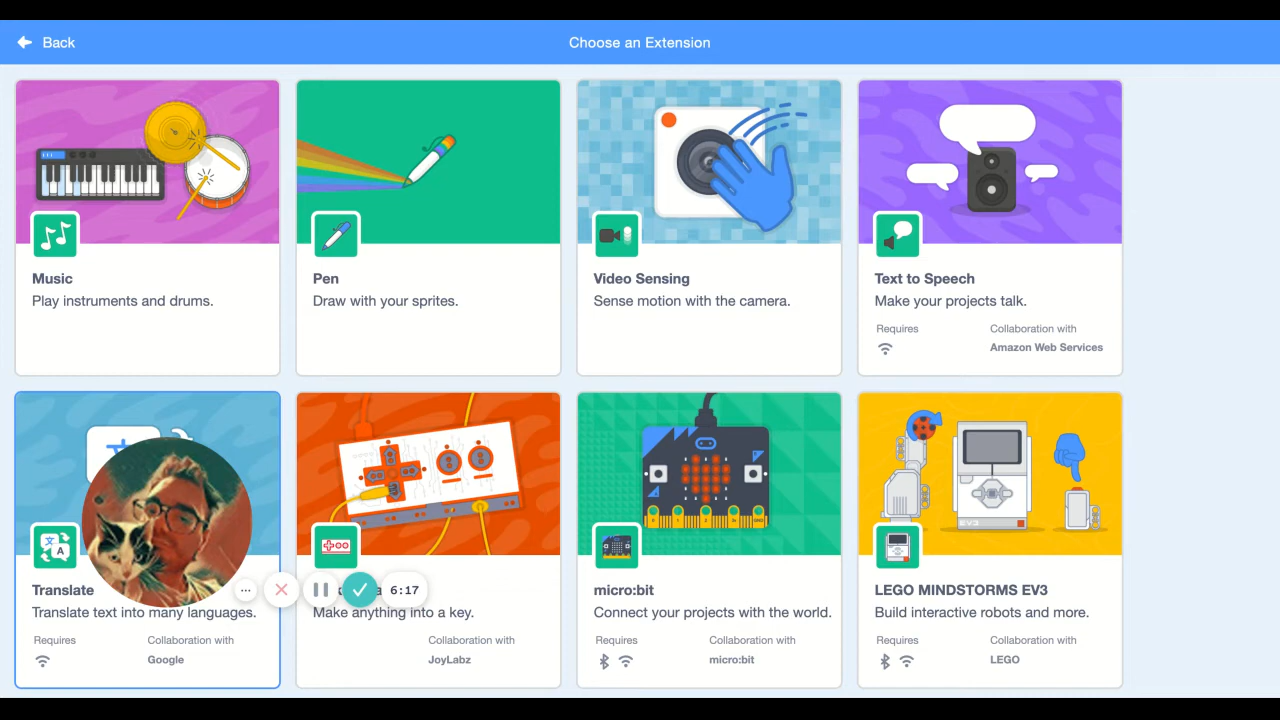 Back
Choose an Extension
Music
Play instruments and drums.
Pen
Draw with your sprites.
Video Sensing
Sense motion with the camera.
Text to Speech
Make your projects talk.
Requires
Collaboration with
Amazon Web Services
Translate
Translate text into many languages.
Requires
Collaboration with
Google
Make anything into a key.
Collaboration with
JoyLabz
micro:bit
Connect your projects with the world.
Requires
Collaboration with
micro:bit
EV3
LEGO MINDSTORMS EV3
Build interactive robots and more.
Requires
Collaboration with
LEGO
6:17